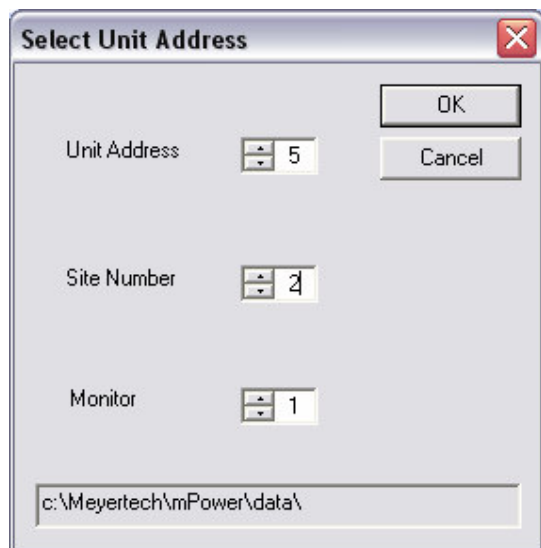 Select Unit Address
OK
Unit Address 5
Cancel
Site Number 2
Monitor 1
c:\Meyertech\mPower\data\